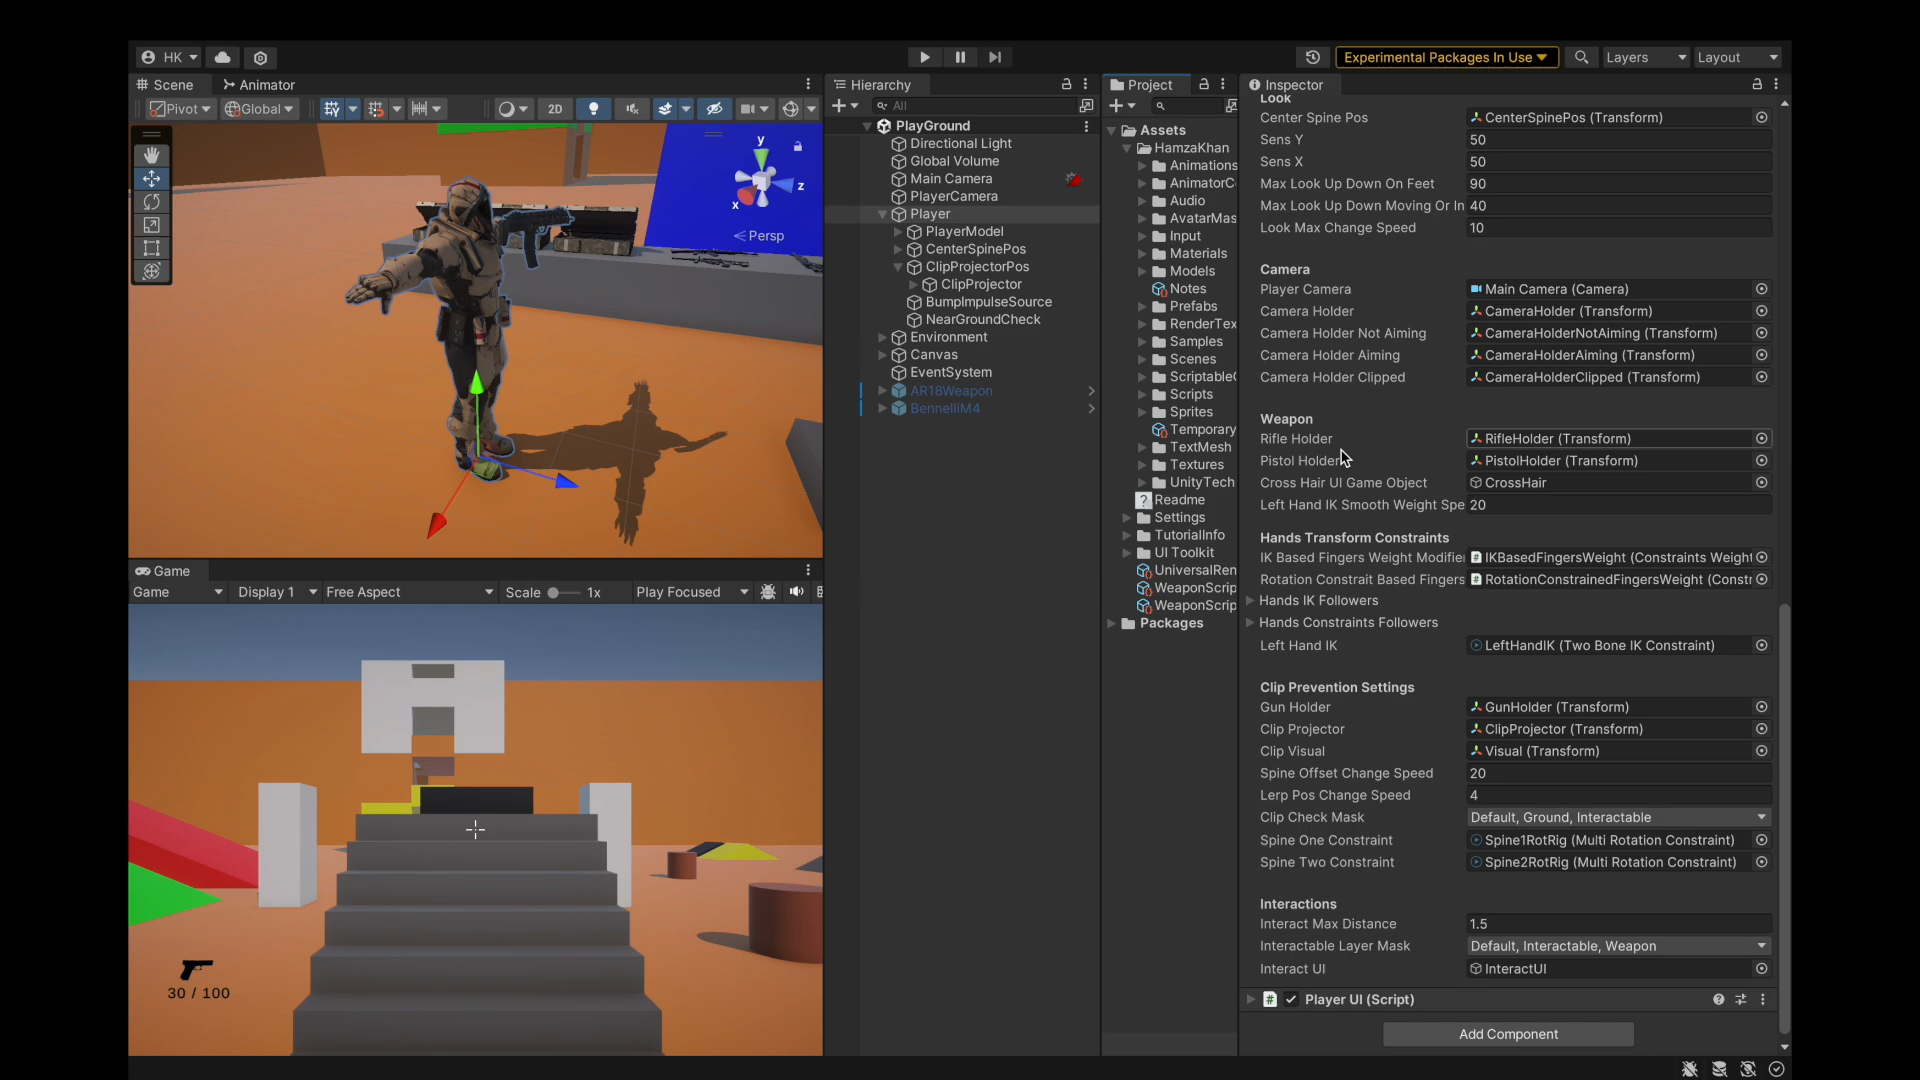 HK
Experimental Packages In Use
Layers
Layout
Scene
Animator
Pivot
Global
2D
y
z
x
Persp
Game
Game
Display 1
Free Aspect
Scale
1x
Play Focused
30 / 100
Hierarchy
All
PlayGround
Directional Light
Global Volume
Main Camera
PlayerCamera
Player
PlayerModel
CenterSpinePos
ClipProjectorPos
ClipProjector
BumpImpulseSource
NearGroundCheck
Environment
Canvas
EventSystem
AR18Weapon
BennelliM4
Project
Assets
HamzaKhan
Animations
AnimatorC
Audio
AvatarMas
Input
Materials
Models
Notes
Prefabs
RenderTex
Samples
Scenes
Scriptable
Scripts
Sprites
Temporary
TextMesh
Textures
UnityTech
Readme
Settings
TutorialInfo
UI Toolkit
UniversalRen
WeaponScrip
WeaponScrip
Packages
Inspector
Look
Center Spine Pos CenterSpinePos (Transform)
Sens Y 50
Sens X 50
Max Look Up Down On Feet 90
Max Look Up Down Moving Or In 40
Look Max Change Speed 10
Camera
Player Camera Main Camera (Camera)
Camera Holder CameraHolder (Transform)
Camera Holder Not Aiming CameraHolderNotAiming (Transform)
Camera Holder Aiming CameraHolderAiming (Transform)
Camera Holder Clipped CameraHolderClipped (Transform)
Weapon
Rifle Holder RifleHolder (Transform)
Pistol Holder PistolHolder (Transform)
Cross Hair UI Game Object CrossHair
Left Hand IK Smooth Weight Spe 20
Hands Transform Constraints
IK Based Fingers Weight Modifie IKBasedFingersWeight (Constraints Weight
Rotation Constrait Based Fingers RotationConstrainedFingersWeight (Constr
Hands IK Followers
Hands Constraints Followers
Left Hand IK LeftHandIK (Two Bone IK Constraint)
Clip Prevention Settings
Gun Holder GunHolder (Transform)
Clip Projector ClipProjector (Transform)
Clip Visual Visual (Transform)
Spine Offset Change Speed 20
Lerp Pos Change Speed 4
Clip Check Mask Default, Ground, Interactable
Spine One Constraint Spine1RotRig (Multi Rotation Constraint)
Spine Two Constraint Spine2RotRig (Multi Rotation Constraint)
Interactions
Interact Max Distance 1.5
Interactable Layer Mask Default, Interactable, Weapon
Interact UI InteractUI
# Player UI (Script)
Add Component